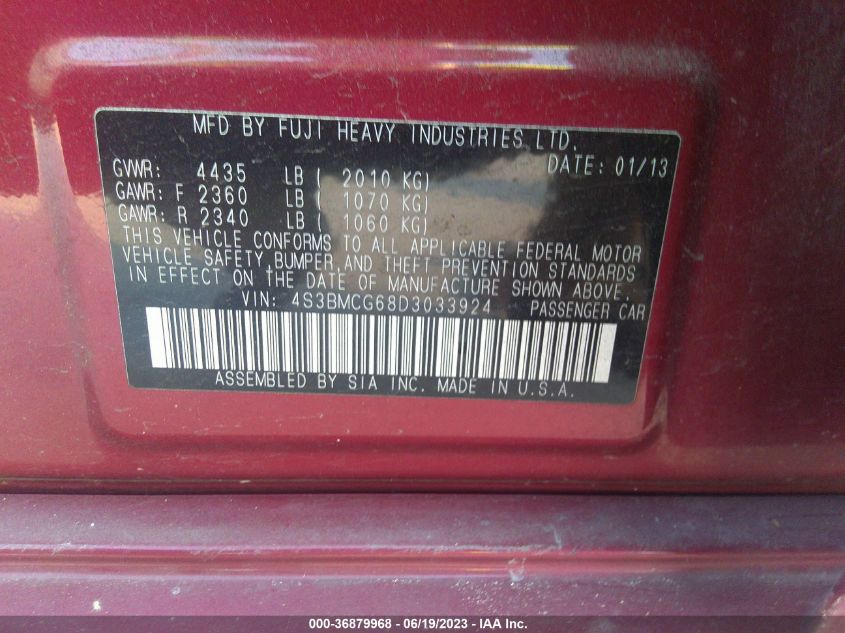 MFD BY FUJI HEAVY INDUSTRIES LTD.
DATE: 01/13
GVWR: 4435 LB ( 2010 KG)
GAWR: F 2360 LB ( 1070 KG)
GAWR: R 2340 LB ( 1060 KG)
THIS VEHICLE CONFORMS TO ALL APPLICABLE FEDERAL MOTOR
VEHICLE SAFETY, BUMPER, AND THEFT PREVENTION STANDARDS
IN EFFECT ON THE DATE OF MANUFACTURE SHOWN ABOVE.
VIN: 4S3BMCG68D3033924 PASSENGER CAR
ASSEMBLED BY SIA INC. MADE IN U.S.A.
000-36879968 - 06/19/2023 - IAA Inc.